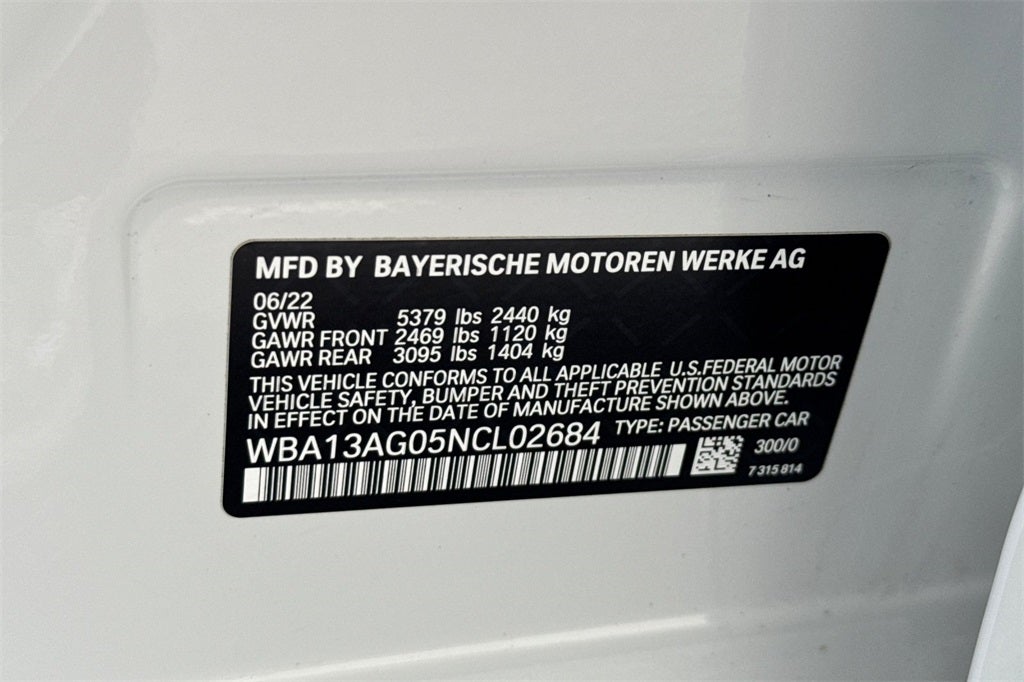 MFD BY BAYERISCHE MOTOREN WERKE AG
06/22
GVWR 5379 lbs 2440 kg
GAWR FRONT 2469 lbs 1120 kg
GAWR REAR 3095 lbs 1404 kg
THIS VEHICLE CONFORMS TO ALL APPLICABLE U.S.FEDERAL MOTOR
VEHICLE SAFETY, BUMPER AND THEFT PREVENTION STANDARDS
IN EFFECT ON THE DATE OF MANUFACTURE SHOWN ABOVE.
WBA13AG05NCL02684 TYPE: PASSENGER CAR
300/0
7 315 814